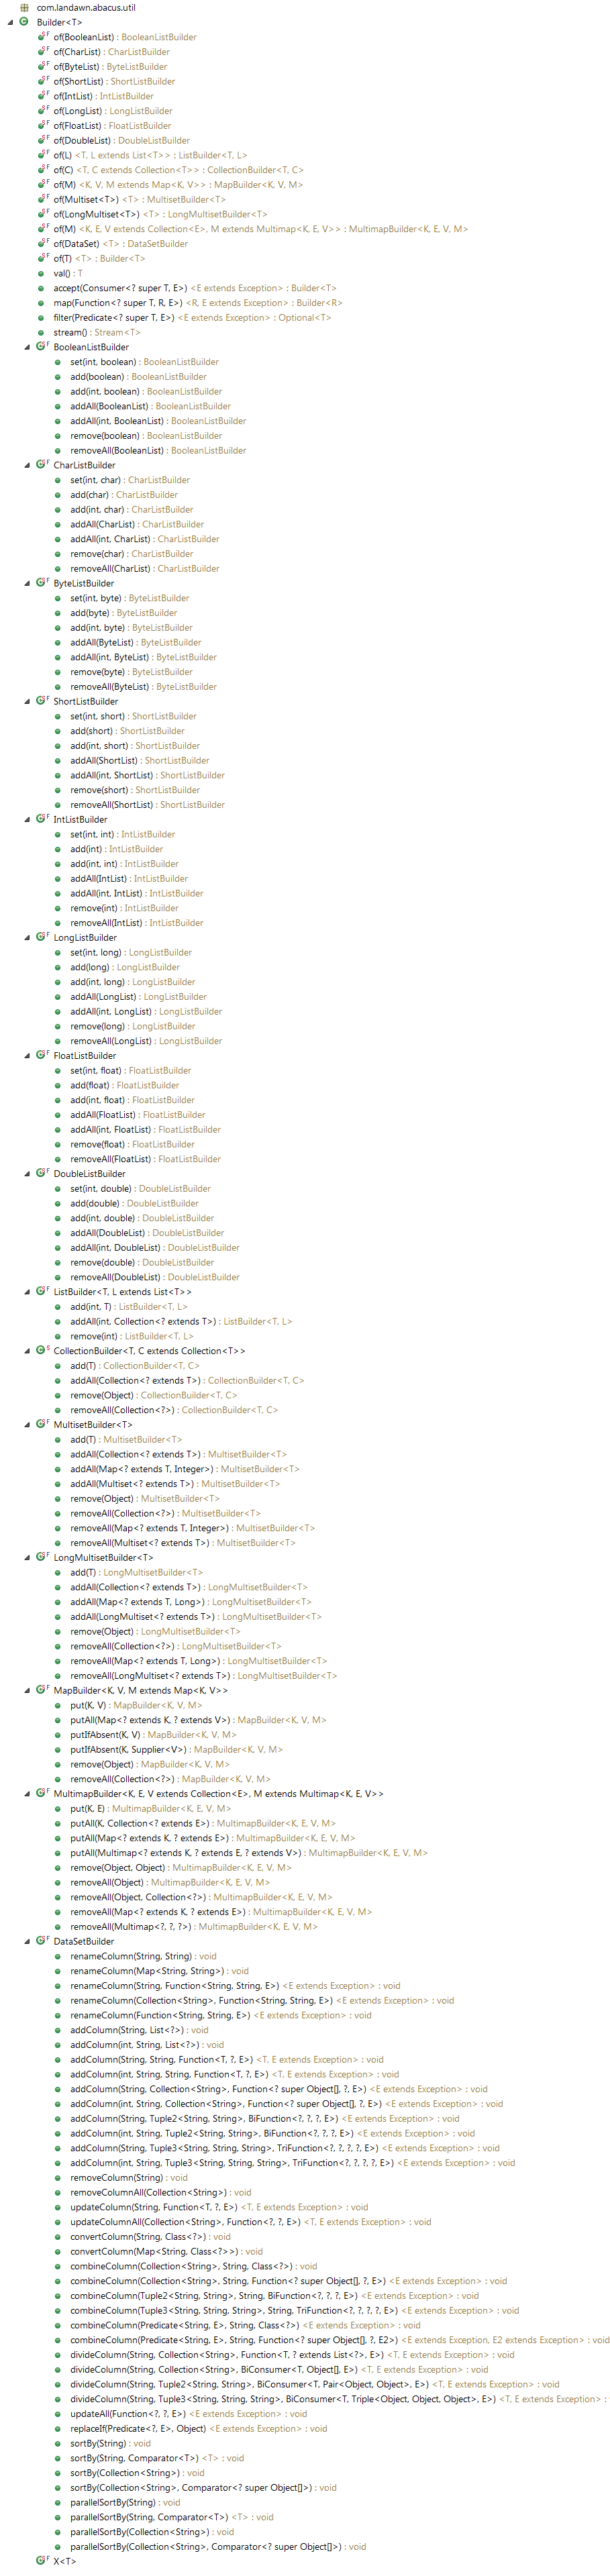 com.landawn.abacus.util
Builder<T>
of(BooleanList) : BooleanListBuilder
of(CharList) : CharListBuilder
of(ByteList) : ByteListBuilder
of(ShortList) : ShortListBuilder
of(IntList) : IntListBuilder
of(LongList) : LongListBuilder
of(FloatList) : FloatListBuilder
of(DoubleList) : DoubleListBuilder
of(L) <T, L extends List<T>> : ListBuilder<T, L>
of(C) <T, C extends Collection<T>> : CollectionBuilder<T, C>
of(M) <K, V, M extends Map<K, V>> : MapBuilder<K, V, M>
of(Multiset<T>) <T> : MultisetBuilder<T>
of(LongMultiset<T>) <T> : LongMultisetBuilder<T>
of(M) <K, E, V extends Collection<E>, M extends Multimap<K, E, V>> : MultimapBuilder<K, E, V, M>
of(DataSet) <T> : DataSetBuilder
of(T) <T> : Builder<T>
val() : T
accept(Consumer<? super T, E>) <E extends Exception> : Builder<T>
map(Function<? super T, R, E>) <R, E extends Exception> : Builder<R>
filter(Predicate<? super T, E>) <E extends Exception> : Optional<T>
stream() : Stream<T>
BooleanListBuilder
set(int, boolean) : BooleanListBuilder
add(boolean) : BooleanListBuilder
add(int, boolean) : BooleanListBuilder
addAll(BooleanList) : BooleanListBuilder
addAll(int, BooleanList) : BooleanListBuilder
remove(boolean) : BooleanListBuilder
removeAll(BooleanList) : BooleanListBuilder
CharListBuilder
set(int, char) : CharListBuilder
add(char) : CharListBuilder
add(int, char) : CharListBuilder
addAll(CharList) : CharListBuilder
addAll(int, CharList) : CharListBuilder
remove(char) : CharListBuilder
removeAll(CharList) : CharListBuilder
ByteListBuilder
set(int, byte) : ByteListBuilder
add(byte) : ByteListBuilder
add(int, byte) : ByteListBuilder
addAll(ByteList) : ByteListBuilder
addAll(int, ByteList) : ByteListBuilder
remove(byte) : ByteListBuilder
removeAll(ByteList) : ByteListBuilder
ShortListBuilder
set(int, short) : ShortListBuilder
add(short) : ShortListBuilder
add(int, short) : ShortListBuilder
addAll(ShortList) : ShortListBuilder
addAll(int, ShortList) : ShortListBuilder
remove(short) : ShortListBuilder
removeAll(ShortList) : ShortListBuilder
IntListBuilder
set(int, int) : IntListBuilder
add(int) : IntListBuilder
add(int, int) : IntListBuilder
addAll(IntList) : IntListBuilder
addAll(int, IntList) : IntListBuilder
remove(int) : IntListBuilder
removeAll(IntList) : IntListBuilder
LongListBuilder
set(int, long) : LongListBuilder
add(long) : LongListBuilder
add(int, long) : LongListBuilder
addAll(LongList) : LongListBuilder
addAll(int, LongList) : LongListBuilder
remove(long) : LongListBuilder
removeAll(LongList) : LongListBuilder
FloatListBuilder
set(int, float) : FloatListBuilder
add(float) : FloatListBuilder
add(int, float) : FloatListBuilder
addAll(FloatList) : FloatListBuilder
addAll(int, FloatList) : FloatListBuilder
remove(float) : FloatListBuilder
removeAll(FloatList) : FloatListBuilder
DoubleListBuilder
set(int, double) : DoubleListBuilder
add(double) : DoubleListBuilder
add(int, double) : DoubleListBuilder
addAll(DoubleList) : DoubleListBuilder
addAll(int, DoubleList) : DoubleListBuilder
remove(double) : DoubleListBuilder
removeAll(DoubleList) : DoubleListBuilder
ListBuilder<T, L extends List<T>>
add(int, T) : ListBuilder<T, L>
addAll(int, Collection<? extends T>) : ListBuilder<T, L>
remove(int) : ListBuilder<T, L>
CollectionBuilder<T, C extends Collection<T>>
add(T) : CollectionBuilder<T, C>
addAll(Collection<? extends T>) : CollectionBuilder<T, C>
remove(Object) : CollectionBuilder<T, C>
removeAll(Collection<?>) : CollectionBuilder<T, C>
MultisetBuilder<T>
add(T) : MultisetBuilder<T>
addAll(Collection<? extends T>) : MultisetBuilder<T>
addAll(Map<? extends T, Integer>) : MultisetBuilder<T>
addAll(Multiset<? extends T>) : MultisetBuilder<T>
remove(Object) : MultisetBuilder<T>
removeAll(Collection<?>) : MultisetBuilder<T>
removeAll(Map<? extends T, Integer>) : MultisetBuilder<T>
removeAll(Multiset<? extends T>) : MultisetBuilder<T>
LongMultisetBuilder<T>
add(T) : LongMultisetBuilder<T>
addAll(Collection<? extends T>) : LongMultisetBuilder<T>
addAll(Map<? extends T, Long>) : LongMultisetBuilder<T>
addAll(LongMultiset<? extends T>) : LongMultisetBuilder<T>
remove(Object) : LongMultisetBuilder<T>
removeAll(Collection<?>) : LongMultisetBuilder<T>
removeAll(Map<? extends T, Long>) : LongMultisetBuilder<T>
removeAll(LongMultiset<? extends T>) : LongMultisetBuilder<T>
MapBuilder<K, V, M extends Map<K, V>>
put(K, V) : MapBuilder<K, V, M>
putAll(Map<? extends K, ? extends V>) : MapBuilder<K, V, M>
putIfAbsent(K, V) : MapBuilder<K, V, M>
putIfAbsent(K, Supplier<V>) : MapBuilder<K, V, M>
remove(Object) : MapBuilder<K, V, M>
removeAll(Collection<?>) : MapBuilder<K, V, M>
MultimapBuilder<K, E, V extends Collection<E>, M extends Multimap<K, E, V>>
put(K, E) : MultimapBuilder<K, E, V, M>
putAll(K, Collection<? extends E>) : MultimapBuilder<K, E, V, M>
putAll(Map<? extends K, ? extends E>) : MultimapBuilder<K, E, V, M>
putAll(Multimap<? extends K, ? extends E, ? extends V>) : MultimapBuilder<K, E, V, M>
remove(Object, Object) : MultimapBuilder<K, E, V, M>
removeAll(Object) : MultimapBuilder<K, E, V, M>
removeAll(Object, Collection<?>) : MultimapBuilder<K, E, V, M>
removeAll(Map<? extends K, ? extends E>) : MultimapBuilder<K, E, V, M>
removeAll(Multimap<?, ?, ?>) : MultimapBuilder<K, E, V, M>
DataSetBuilder
renameColumn(String, String) : void
renameColumn(Map<String, String>) : void
renameColumn(String, Function<String, String, E>) <E extends Exception> : void
renameColumn(Collection<String>, Function<String, String, E>) <E extends Exception> : void
renameColumn(Function<String, String, E>) <E extends Exception> : void
addColumn(String, List<?>) : void
addColumn(int, String, List<?>) : void
addColumn(String, String, Function<T, ?, E>) <T, E extends Exception> : void
addColumn(int, String, String, Function<T, ?, E>) <T, E extends Exception> : void
addColumn(String, Collection<String>, Function<? super Object[], ?, E>) <E extends Exception> : void
addColumn(int, String, Collection<String>, Function<? super Object[], ?, E>) <E extends Exception> : void
addColumn(String, Tuple2<String, String>, BiFunction<?, ?, ?, E>) <E extends Exception> : void
addColumn(int, String, Tuple2<String, String>, BiFunction<?, ?, ?, E>) <E extends Exception> : void
addColumn(String, Tuple3<String, String, String>, TriFunction<?, ?, ?, ?, E>) <E extends Exception> : void
addColumn(int, String, Tuple3<String, String, String>, TriFunction<?, ?, ?, ?, E>) <E extends Exception> : void
removeColumn(String) : void
removeColumnAll(Collection<String>) : void
updateColumn(String, Function<T, ?, E>) <T, E extends Exception> : void
updateColumnAll(Collection<String>, Function<?, ?, E>) <T, E extends Exception> : void
convertColumn(String, Class<?>) : void
convertColumn(Map<String, Class<?>>) : void
combineColumn(Collection<String>, String, Class<?>) : void
combineColumn(Collection<String>, String, Function<? super Object[], ?, E>) <E extends Exception> : void
combineColumn(Tuple2<String, String>, String, BiFunction<?, ?, ?, E>) <E extends Exception> : void
combineColumn(Tuple3<String, String, String>, String, TriFunction<?, ?, ?, ?, E>) <E extends Exception> : void
combineColumn(Predicate<String, E>, String, Class<?>) <E extends Exception> : void
combineColumn(Predicate<String, E>, String, Function<? super Object[], ?, E2>) <E extends Exception, E2 extends Exception> : void
divideColumn(String, Collection<String>, Function<T, ? extends List<?>, E>) <T, E extends Exception> : void
divideColumn(String, Collection<String>, BiConsumer<T, Object[], E>) <T, E extends Exception> : void
divideColumn(String, Tuple2<String, String>, BiConsumer<T, Pair<Object, Object>, E>) <T, E extends Exception> : void
divideColumn(String, Tuple3<String, String, String>, BiConsumer<T, Triple<Object, Object, Object>, E>) <T, E extends Exception> : void
updateAll(Function<?, ?, E>) <E extends Exception> : void
replaceIf(Predicate<?, E>, Object) <E extends Exception> : void
sortBy(String) : void
sortBy(String, Comparator<T>) <T> : void
sortBy(Collection<String>) : void
sortBy(Collection<String>, Comparator<? super Object[]>) : void
parallelSortBy(String) : void
parallelSortBy(String, Comparator<T>) <T> : void
parallelSortBy(Collection<String>) : void
parallelSortBy(Collection<String>, Comparator<? super Object[]>) : void
X<T>